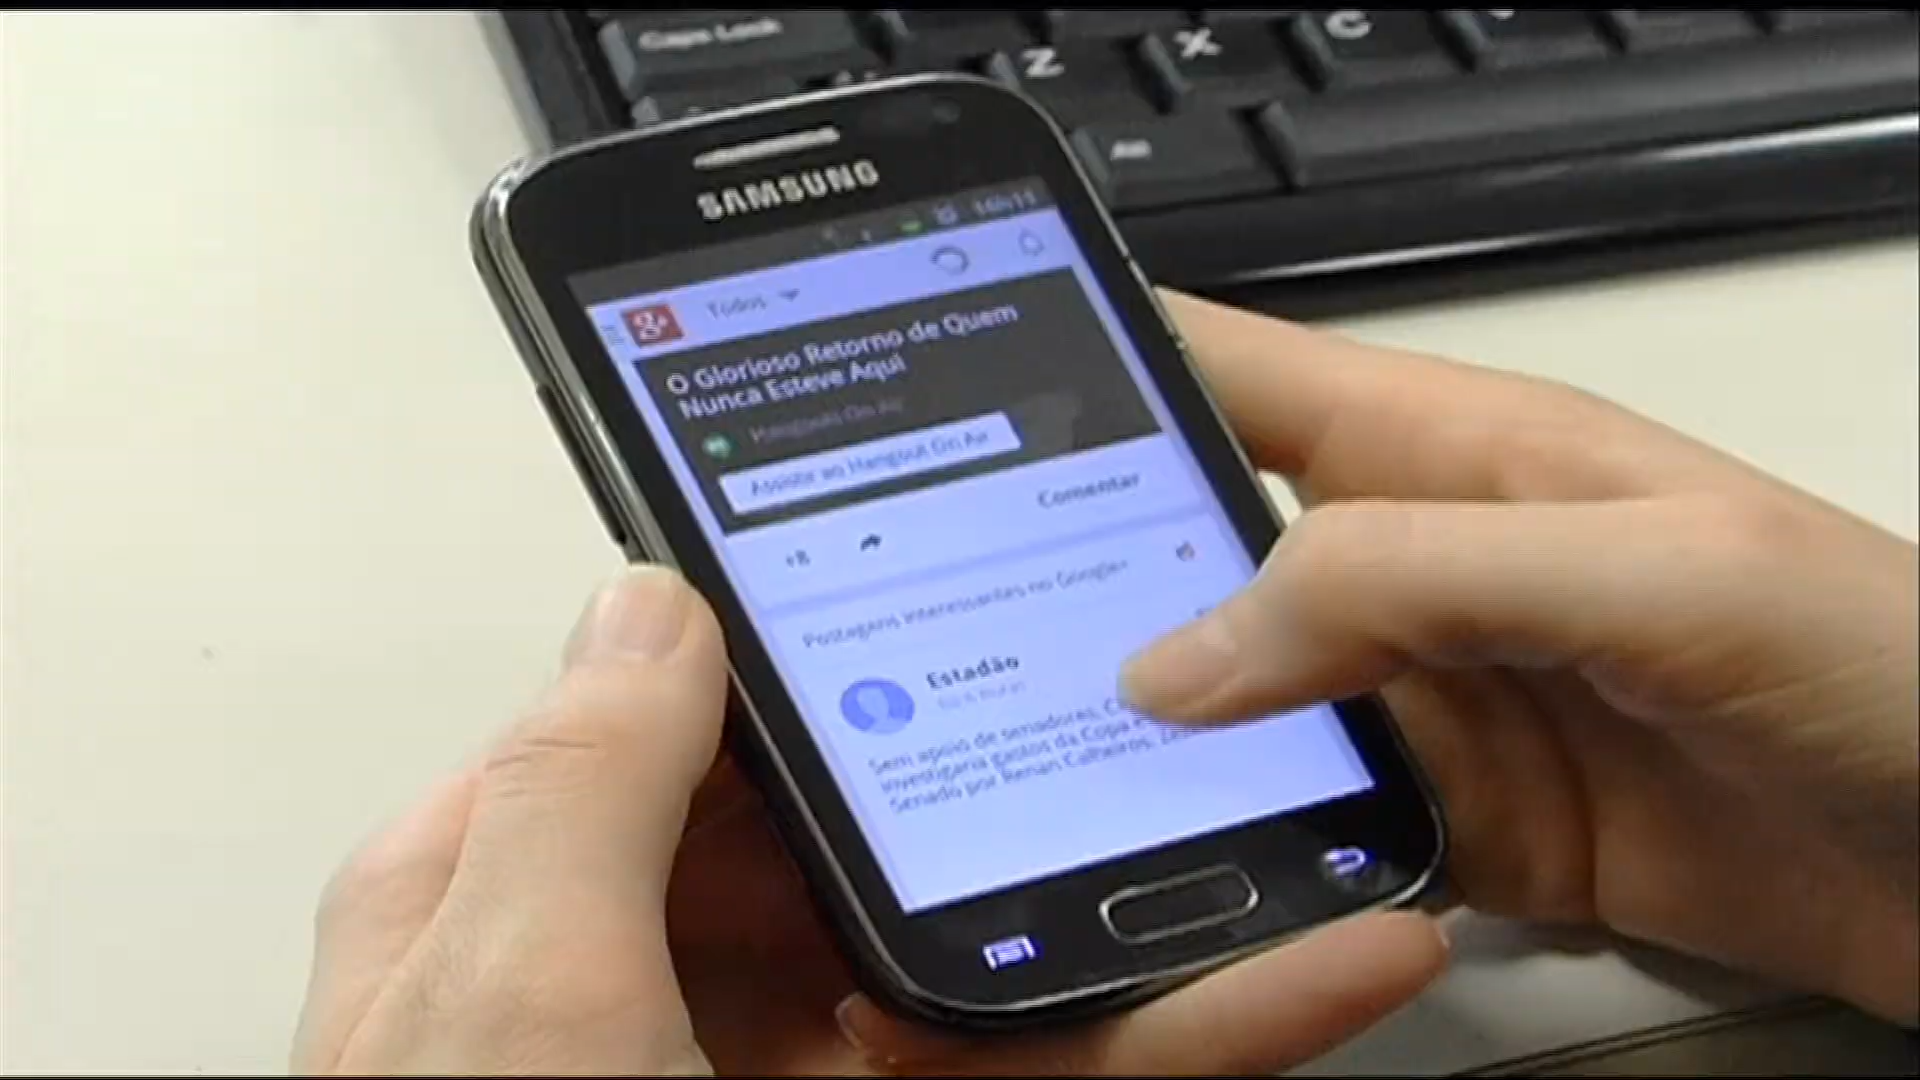 Caps Lock
Z X C
Alt
SAMSUNG
g+ Todos
O Glorioso Retorno de Quem
Nunca Esteve Aqui
Hangout On Air
Assistir ao Hangout On Air
+8 Comentar
Postagens interessantes no Google+
Estadão
Sem apoio de senadores,
investigaria gastos da Copa
Senado por Renan Calheiros.